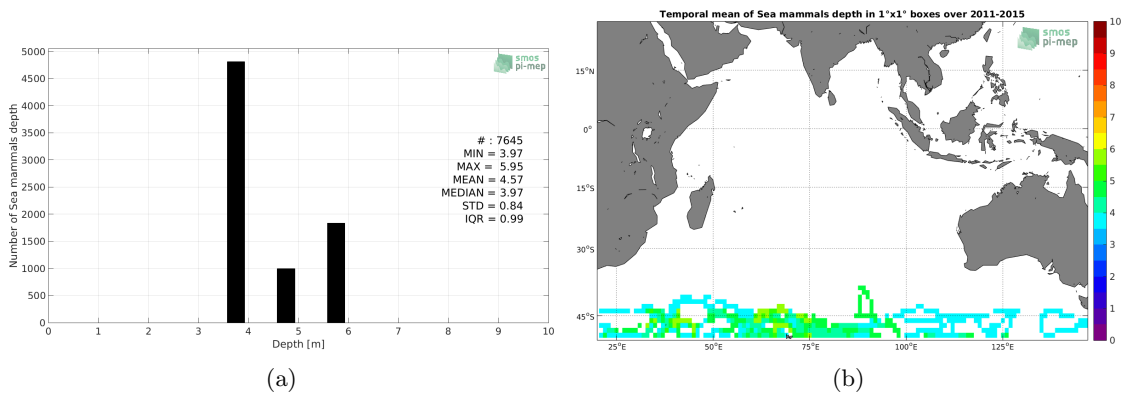 5000
4500
4000
3500
3000
2500
2000
1500
1000
500
0
0 1 2 3 4 5 6 7 8 9 10
Number of Sea mammals depth
Depth [m]
smos
pi-mep
# : 7645
MIN = 3.97
MAX = 5.95
MEAN = 4.57
MEDIAN = 3.97
STD = 0.84
IQR = 0.99
(a)
Temporal mean of Sea mammals depth in 1°x1° boxes over 2011-2015
smos
pi-mep
15°N
0°
15°S
30°S
45°S
25°E 50°E 75°E 100°E 125°E
10
9
8
7
6
5
4
3
2
1
0
(b)